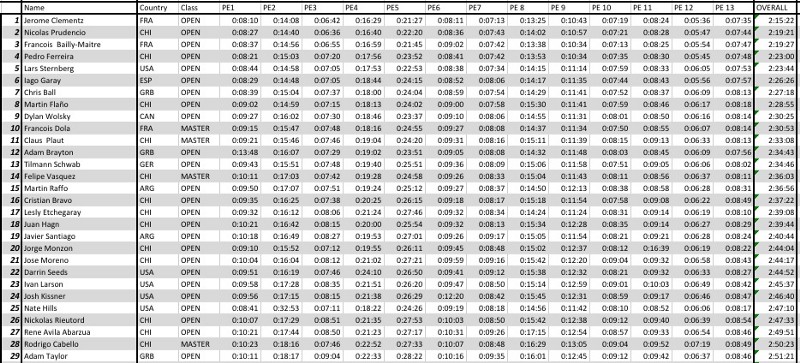 Name Country Class PE1 PE2 PE3 PE4 PE5 PE6 PE7 PE 8 PE 9 PE 10 PE 11 PE 12 PE 13 OVERALL
1 Jerome Clementz FRA OPEN 0:08:10 0:14:08 0:06:42 0:16:29 0:21:27 0:08:11 0:07:13 0:13:25 0:10:43 0:07:19 0:08:24 0:05:36 0:07:35 2:15:22
2 Nicolas Prudencio CHI OPEN 0:08:27 0:14:40 0:06:36 0:16:40 0:22:20 0:08:36 0:07:43 0:14:02 0:10:57 0:07:21 0:08:28 0:05:47 0:07:44 2:19:21
3 Francois Bailly-Maitre FRA OPEN 0:08:37 0:14:56 0:06:55 0:16:59 0:21:45 0:09:02 0:07:42 0:13:38 0:10:34 0:07:13 0:08:25 0:05:54 0:07:47 2:19:27
4 Pedro Ferreira CHI OPEN 0:08:21 0:15:03 0:07:20 0:17:56 0:23:52 0:08:41 0:07:42 0:13:53 0:10:34 0:07:35 0:08:30 0:05:45 0:07:48 2:23:00
5 Lars Sternberg USA OPEN 0:08:44 0:14:58 0:07:05 0:17:53 0:22:53 0:08:38 0:07:34 0:14:15 0:11:14 0:07:39 0:08:53 0:06:00 0:07:58 2:23:44
6 Iago Garay ESP OPEN 0:08:29 0:14:48 0:07:05 0:18:44 0:24:15 0:08:52 0:08:06 0:14:17 0:11:35 0:07:44 0:08:43 0:05:56 0:07:57 2:26:26
7 Chris Ball GRB OPEN 0:09:00 0:15:39 0:07:04 0:17:37 0:18:00 0:24:04 0:08:59 0:07:54 0:14:29 0:11:41 0:07:52 0:08:37 0:06:09 0:08:13 2:27:18
8 Martin Flaño CHI OPEN 0:09:02 0:14:59 0:07:15 0:18:13 0:24:02 0:09:00 0:07:58 0:15:30 0:11:41 0:07:59 0:08:46 0:06:17 0:08:18 2:28:55
9 Dylan Wolsky CAN OPEN 0:09:27 0:16:02 0:07:30 0:18:46 0:23:37 0:09:10 0:08:06 0:14:55 0:11:31 0:08:01 0:08:50 0:06:16 0:08:14 2:30:25
10 Francois Dola FRA MASTER 0:09:15 0:15:47 0:07:48 0:18:16 0:24:55 0:09:27 0:08:08 0:14:37 0:11:34 0:07:50 0:08:55 0:06:07 0:08:14 2:30:53
11 Claus Plaut CHI MASTER 0:09:21 0:15:46 0:07:46 0:19:04 0:24:20 0:09:31 0:08:16 0:15:11 0:11:39 0:08:15 0:09:13 0:06:33 0:08:13 2:33:08
12 Adam Brayton GRB OPEN 0:13:48 0:16:07 0:07:29 0:19:02 0:23:51 0:09:05 0:08:08 0:14:32 0:11:48 0:08:03 0:08:45 0:06:09 0:07:56 2:34:43
13 Tilmann Schwab GER OPEN 0:09:43 0:15:51 0:07:48 0:19:40 0:25:51 0:09:36 0:08:09 0:15:06 0:11:58 0:07:51 0:09:05 0:06:06 0:08:02 2:34:46
14 Felipe Vasquez CHI MASTER 0:10:11 0:17:03 0:07:42 0:19:28 0:24:58 0:09:26 0:08:33 0:15:04 0:11:43 0:08:11 0:08:56 0:06:37 0:08:11 2:36:03
15 Martin Raffo ARG OPEN 0:09:50 0:17:07 0:07:51 0:19:24 0:25:12 0:09:27 0:08:37 0:14:50 0:12:13 0:08:38 0:08:58 0:06:28 0:08:31 2:36:56
16 Cristian Bravo CHI OPEN 0:09:35 0:16:25 0:07:38 0:20:25 0:26:15 0:09:18 0:08:17 0:15:18 0:11:54 0:07:58 0:09:08 0:06:22 0:08:49 2:37:22
17 Lesly Etchegaray CHI OPEN 0:09:32 0:16:12 0:08:06 0:21:24 0:27:46 0:09:32 0:08:34 0:14:24 0:11:24 0:08:31 0:09:14 0:06:19 0:08:10 2:39:08
18 Juan Hagn CHI OPEN 0:10:21 0:16:42 0:08:15 0:20:00 0:25:54 0:09:32 0:08:13 0:15:34 0:12:28 0:08:35 0:09:14 0:06:27 0:08:29 2:39:44
19 Javier Santiago ARG OPEN 0:10:18 0:16:49 0:08:27 0:19:53 0:27:01 0:09:26 0:09:17 0:15:05 0:11:54 0:08:21 0:09:04 0:06:28 0:08:41 2:40:44
20 Jorge Monzon CHI OPEN 0:09:10 0:15:52 0:07:12 0:19:55 0:26:11 0:09:45 0:08:48 0:15:02 0:12:37 0:08:12 0:16:39 0:06:19 0:08:22 2:44:04
21 Jose Moreno CHI OPEN 0:10:04 0:16:04 0:08:12 0:21:02 0:27:21 0:09:16 0:09:16 0:15:42 0:12:20 0:09:04 0:09:32 0:06:58 0:08:43 2:44:17
22 Darrin Seeds USA OPEN 0:09:51 0:16:19 0:07:46 0:24:10 0:26:50 0:09:41 0:09:12 0:15:38 0:12:32 0:08:21 0:09:33 0:06:32 0:08:27 2:44:52
23 Ivan Larson USA OPEN 0:09:58 0:17:28 0:08:35 0:21:51 0:26:20 0:09:47 0:08:50 0:15:14 0:12:59 0:09:01 0:10:03 0:06:49 0:08:42 2:45:37
24 Josh Kissner USA OPEN 0:09:56 0:17:15 0:08:15 0:21:38 0:26:29 0:12:20 0:08:42 0:15:45 0:12:31 0:08:58 0:09:14 0:06:51 0:08:46 2:46:40
25 Nate Hills USA OPEN 0:08:41 0:32:53 0:07:11 0:18:22 0:24:26 0:09:19 0:08:18 0:14:56 0:11:42 0:08:10 0:08:52 0:06:06 0:08:14 2:47:10
26 Nickolas Rieutord CHI OPEN 0:10:07 0:17:29 0:08:26 0:21:35 0:27:53 0:10:03 0:08:50 0:15:42 0:12:38 0:09:12 0:09:40 0:06:39 0:08:54 2:47:33
27 Rene Avila Abarzua CHI OPEN 0:10:21 0:17:44 0:08:50 0:21:23 0:27:17 0:10:31 0:09:26 0:17:15 0:12:54 0:08:57 0:09:33 0:06:54 0:08:46 2:49:51
28 Rodrigo Cabello CHI MASTER 0:10:23 0:18:16 0:07:46 0:22:52 0:27:33 0:10:07 0:08:48 0:16:29 0:13:05 0:09:04 0:09:52 0:07:19 0:08:49 2:50:23
29 Adam Taylor GRB OPEN 0:10:11 0:18:17 0:09:04 0:22:33 0:28:22 0:10:16 0:09:35 0:16:01 0:12:45 0:09:12 0:09:37 0:06:42 0:08:46 2:51:21